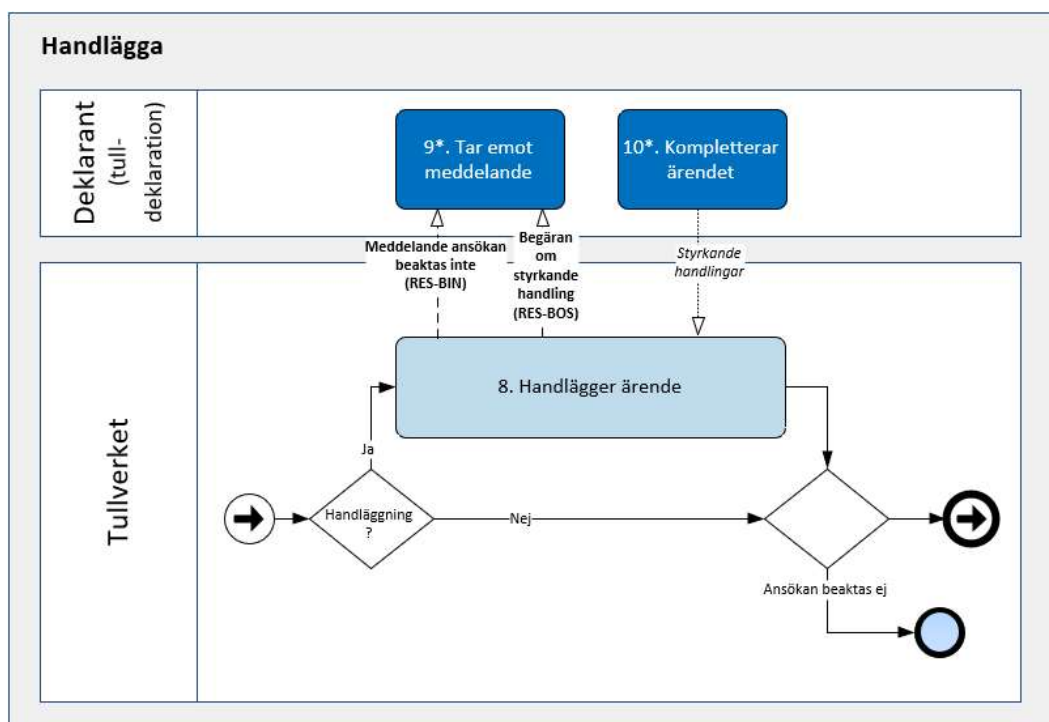 Handlägga
Deklarant
(tull-
deklaration)
9*. Tar emot
meddelande
10*. Kompletterar
ärendet
Meddelande ansökan
beaktas inte
(RES-BIN)
Begäran
om
styrkande
handling
(RES-BOS)
Styrkande
handlingar
Tullverket
8. Handlägger ärende
Ja
Handläggning
?
Nej
Ansökan beaktas ej